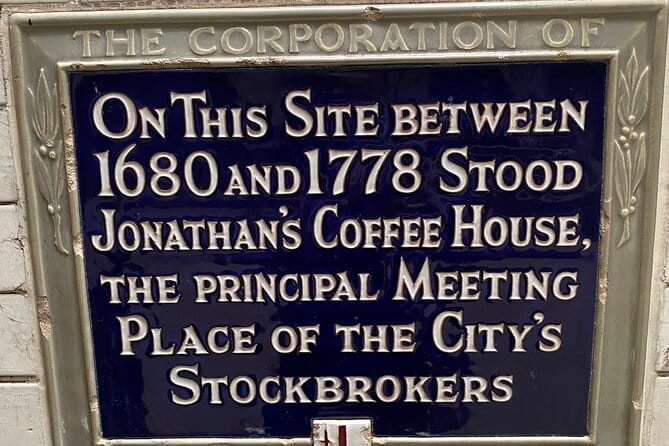 THE CORPORATION OF
ON THIS SITE BETWEEN
1680 AND 1778 STOOD
JONATHAN'S COFFEE HOUSE,
THE PRINCIPAL MEETING
PLACE OF THE CITY'S
STOCKBROKERS